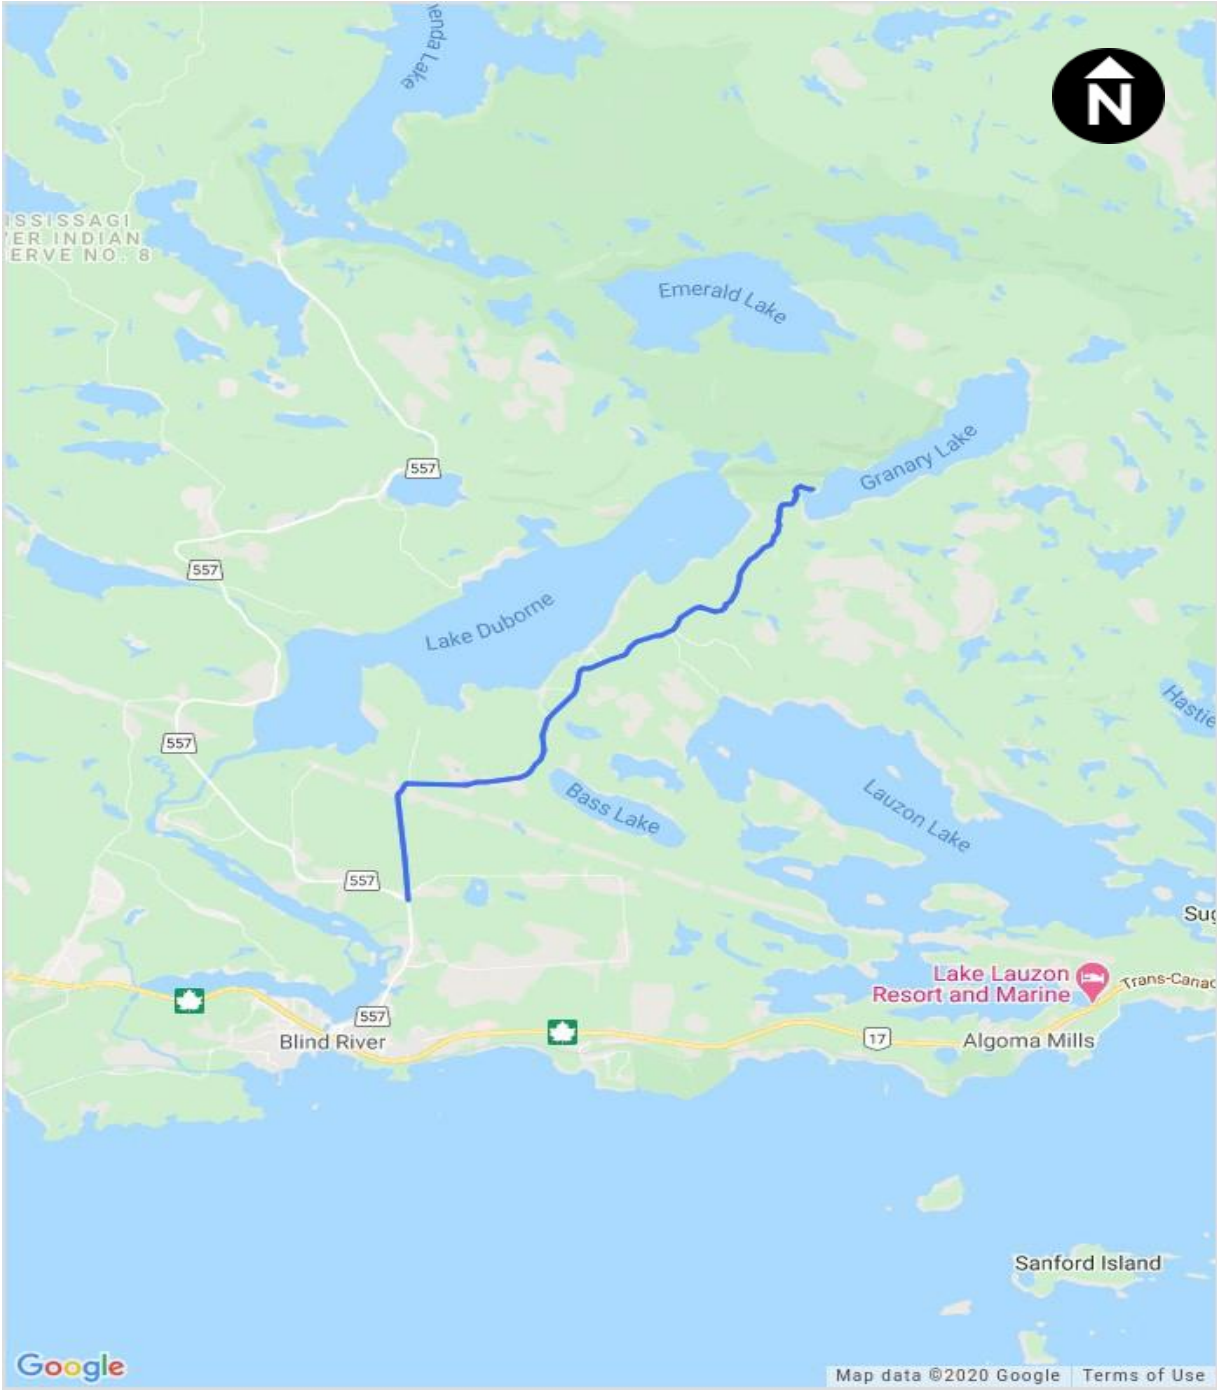 enda Lake
N
ISSISSAGI
ER INDIAN
ERVE NO. 8
Emerald Lake
Granary Lake
557
557
Lake Duborne
Hastie
557
Bass Lake
Lauzon Lake
557
Sug
Lake Lauzon
Resort and Marine
Trans-Canad
557
Blind River
17
Algoma Mills
Sanford Island
Google
Map data ©2020 Google
Terms of Use